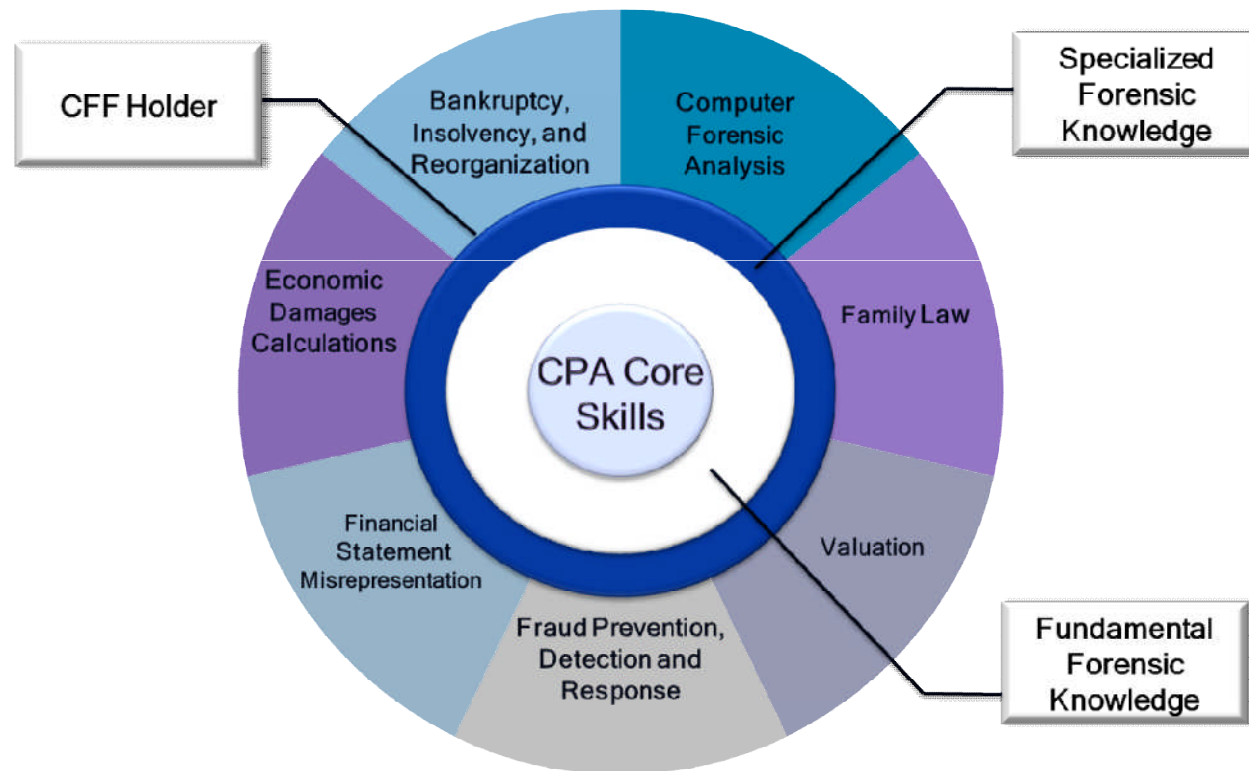 CFF Holder
Bankruptcy,
Insolvency, and
Reorganization
Computer
Forensic
Analysis
Specialized
Forensic
Knowledge
Economic
Damages
Calculations
CPA Core
Skills
Family Law
Financial
Statement
Misrepresentation
Valuation
Fraud Prevention,
Detection and
Response
Fundamental
Forensic
Knowledge